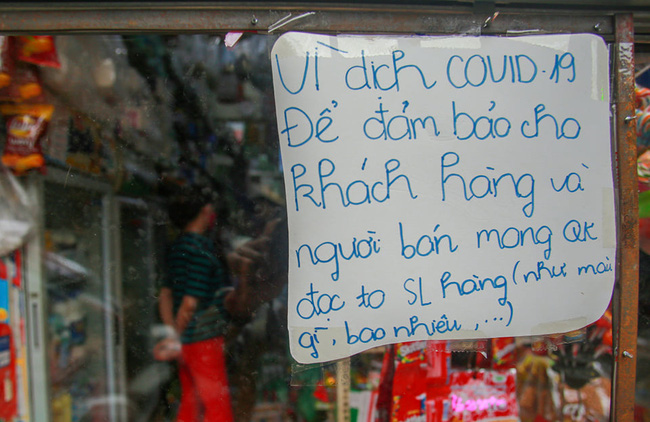 Vì dịch COVID-19
Để đảm bảo cho
khách hàng và
người bán mong QK
đọc to SL hàng (như mua
gì, bao nhiêu, ...)